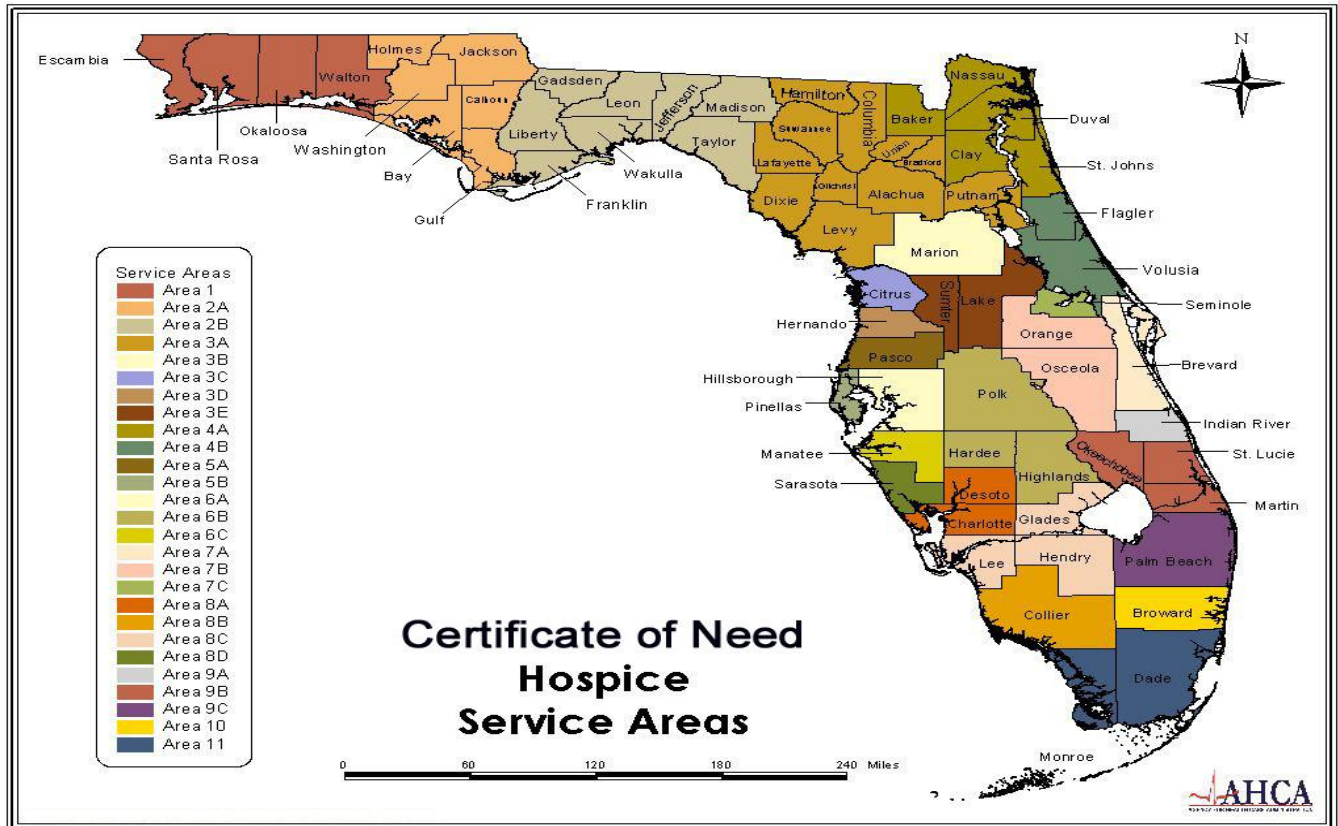 N
Escambia
Holmes
Jackson
Walton
Nassau
Gadsden
Hamilton
Leon
Jefferson
Madison
Columbia
Calhoun
Baker
Duval
Okaloosa
Suwannee
Santa Rosa
Washington
Liberty
Taylor
Union
Bradford
Clay
St. Johns
Lafayette
Bay
Wakulla
Gilchrist
Alachua
Putnam
Gulf
Franklin
Dixie
Flagler
Levy
Marion
Volusia
Citrus
Sumter
Lake
Seminole
Hernando
Orange
Pasco
Osceola
Brevard
Hillsborough
Polk
Pinellas
Indian River
Manatee
Hardee
Okeechobee
St. Lucie
Sarasota
Highlands
Desoto
Martin
Charlotte
Glades
Hendry
Lee
Palm Beach
Collier
Broward
Dade
Monroe
Service Areas
Area 1
Area 2A
Area 2B
Area 3A
Area 3B
Area 3C
Area 3D
Area 3E
Area 4A
Area 4B
Area 5A
Area 5B
Area 6A
Area 6B
Area 6C
Area 7A
Area 7B
Area 7C
Area 8A
Area 8B
Area 8C
Area 8D
Area 9A
Area 9B
Area 9C
Area 10
Area 11
Certificate of Need
Hospice
Service Areas
0 60 120 180 240 Miles
AHCA
AGENCY FOR HEALTH CARE ADMINISTRATION